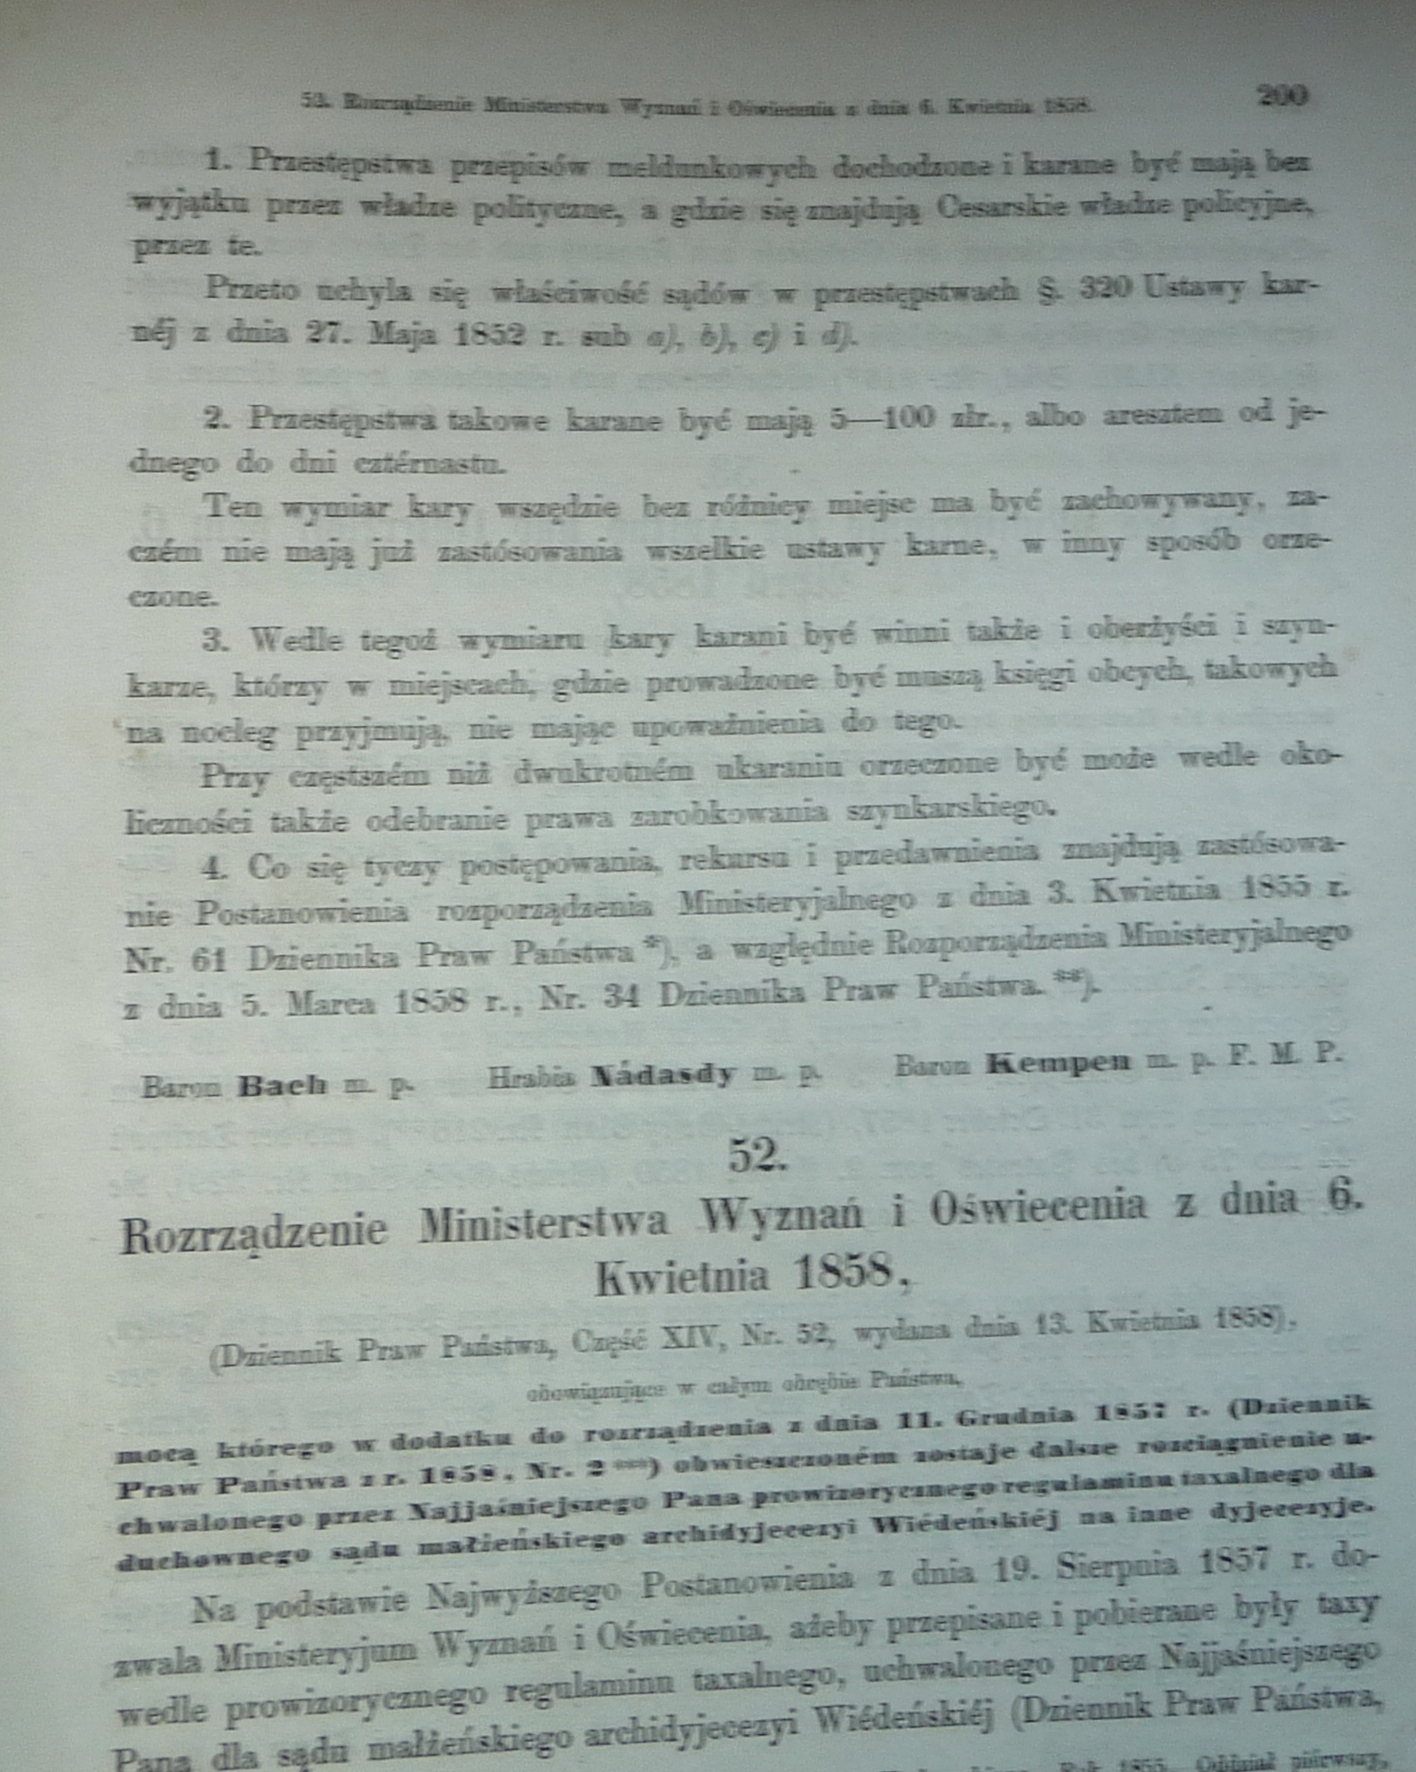 52. Rozrządzenie Ministerstwa Wyznań i Oświecenia z dnia 6. Kwietnia 1858. 200
1. Przestępstwa przepisów meldunkowych dochodzone i karane być mają bez
wyjątku przez władze polityczne, a gdzie się znajdują Cesarskie władze policyjne,
przez te.
Przeto uchyla się właściwość sądów w przestępstwach §. 320 Ustawy kar-
néj z dnia 27. Maja 1852 r. sub a), b), c) i d).
2. Przestępstwa takowe karane być mają 5—100 złr., albo aresztem od je-
dnego do dni cztérnastu.
Ten wymiar kary wszędzie bez różnicy miejsc ma być zachowywany, za-
czém nie mają już zastósowania wszelkie ustawy karne, w inny sposób orze-
czone.
3. Wedle tegoż wymiaru kary karani być winni także i oberżyści i szyn-
karze, którzy w miejscach, gdzie prowadzone być muszą księgi obcych, takowych
na nocleg przyjmują, nie mając upoważnienia do tego.
Przy częstszém niż dwukrotném ukaraniu orzeczone być może wedle oko-
liczności także odebranie prawa zarobkowania szynkarskiego.
4. Co się tyczy postępowania, rekursu i przedawnienia znajdują zastósowa-
nie Postanowienia rozporządzenia Ministeryjalnego z dnia 3. Kwietnia 1855 r.
Nr. 61 Dziennika Praw Państwa *), a względnie Rozporządzenia Ministeryjalnego
z dnia 5. Marca 1858 r., Nr. 34 Dziennika Praw Państwa. **).
Baron Bach m. p. Hrabia Nádasdy m. p. Baron Kempen m. p. F. M. P.
52.
Rozrządzenie Ministerstwa Wyznań i Oświecenia z dnia 6.
Kwietnia 1858,
(Dziennik Praw Państwa, Część XIV, Nr. 52, wydana dnia 13. Kwietnia 1858),
obowiązujące w całym obrębie Państwa,
mocą którego w dodatku do rozrządzenia z dnia 11. Grudnia 1857 r. (Dziennik
Praw Państwa z r. 1858, Nr. 2 ***) obwieszczoném zostaje dalsze rozciągnienie u-
chwalonego przez Najjaśniejszego Pana prowizorycznego regulaminu taxalnego dla
duchownego sądu małżeńskiego archidyjecezyi Wiédeńskiéj na inne dyjecezyje.
Na podstawie Najwyższego Postanowienia z dnia 19. Sierpnia 1857 r. do-
zwala Ministeryjum Wyznań i Oświecenia, ażeby przepisane i pobierane były taxy
wedle prowizorycznego regulaminu taxalnego, uchwalonego przez Najjaśniejszego
Pana dla sądu małżeńskiego archidyjecezyi Wiédeńskiéj (Dziennik Praw Państwa,
Rok 1855. Oddział piérwszy,